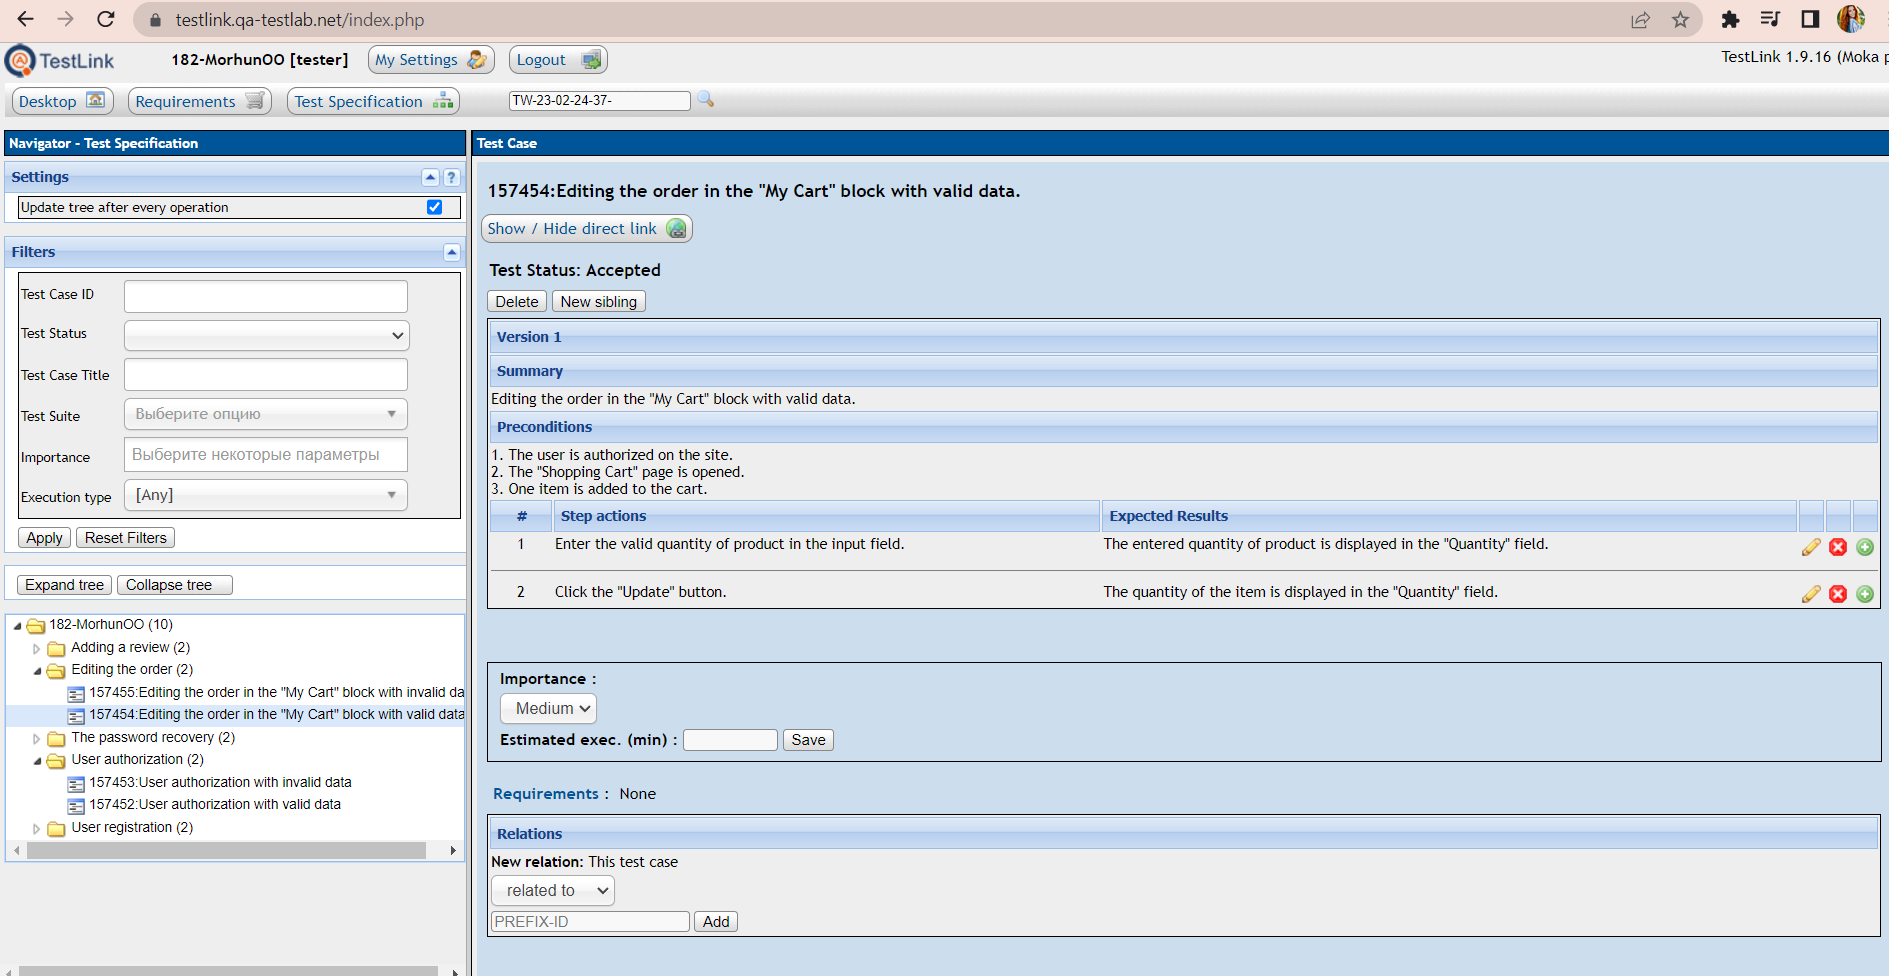 testlink.qa-testlab.net/index.php
TestLink
182-MorhunOO [tester]
My Settings
Logout
TestLink 1.9.16 (Moka p
Desktop
Requirements
Test Specification
TW-23-02-24-37-
Navigator - Test Specification
Settings
?
Update tree after every operation
Filters
Test Case ID
Test Status
Test Case Title
Test Suite
Выберите опцию
Importance
Выберите некоторые параметры
Execution type
[Any]
Apply
Reset Filters
Expand tree
Collapse tree
182-MorhunOO (10)
Adding a review (2)
Editing the order (2)
157455:Editing the order in the "My Cart" block with invalid da
157454:Editing the order in the "My Cart" block with valid data
The password recovery (2)
User authorization (2)
157453:User authorization with invalid data
157452:User authorization with valid data
User registration (2)
Test Case
157454:Editing the order in the "My Cart" block with valid data.
Show / Hide direct link
Test Status: Accepted
Delete
New sibling
Version 1
Summary
Editing the order in the "My Cart" block with valid data.
Preconditions
1. The user is authorized on the site.
2. The "Shopping Cart" page is opened.
3. One item is added to the cart.
# Step actions Expected Results
1 Enter the valid quantity of product in the input field. The entered quantity of product is displayed in the "Quantity" field.
2 Click the "Update" button. The quantity of the item is displayed in the "Quantity" field.
Importance :
Medium
Estimated exec. (min) :
Save
Requirements : None
Relations
New relation: This test case
related to
PREFIX-ID
Add